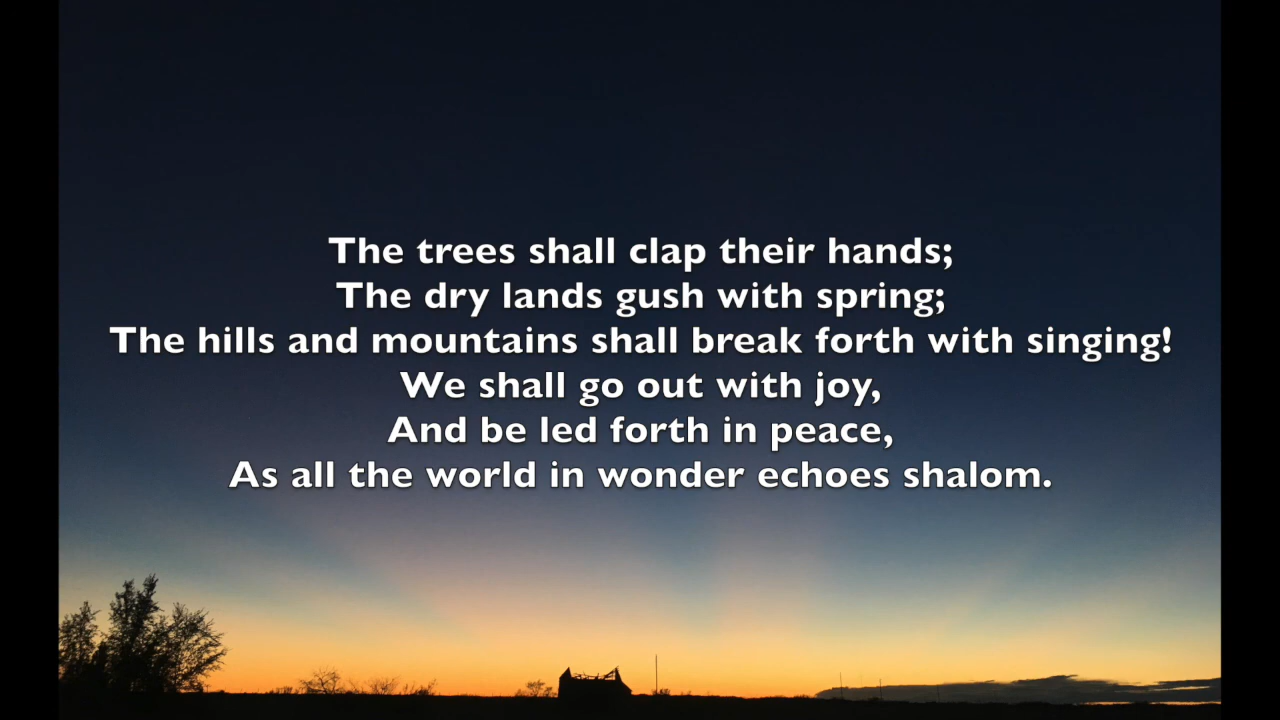 The trees shall clap their hands;
The dry lands gush with spring;
The hills and mountains shall break forth with singing!
We shall go out with joy,
And be led forth in peace,
As all the world in wonder echoes shalom.